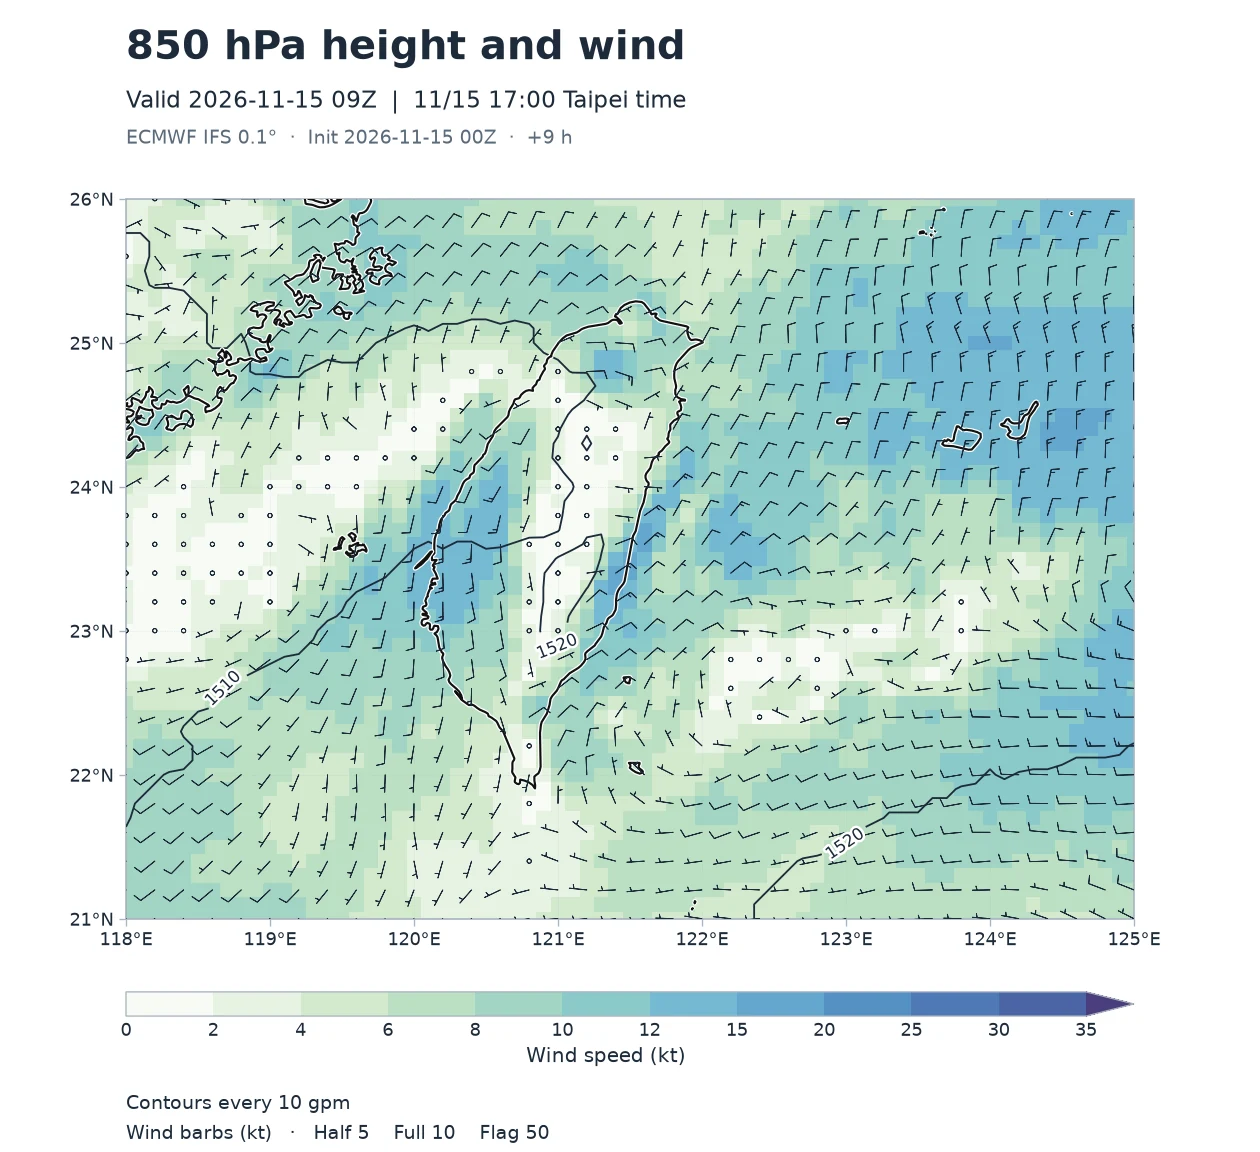 850 hPa height and wind
Valid 2026-11-15 09Z | 11/15 17:00 Taipei time
ECMWF IFS 0.1° · Init 2026-11-15 00Z · +9 h
26°N
25°N
24°N
23°N
22°N
21°N
1520
1510
1520
118°E 119°E 120°E 121°E 122°E 123°E 124°E 125°E
0 2 4 6 8 10 12 15 20 25 30 35
Wind speed (kt)
Contours every 10 gpm
Wind barbs (kt) · Half 5 Full 10 Flag 50